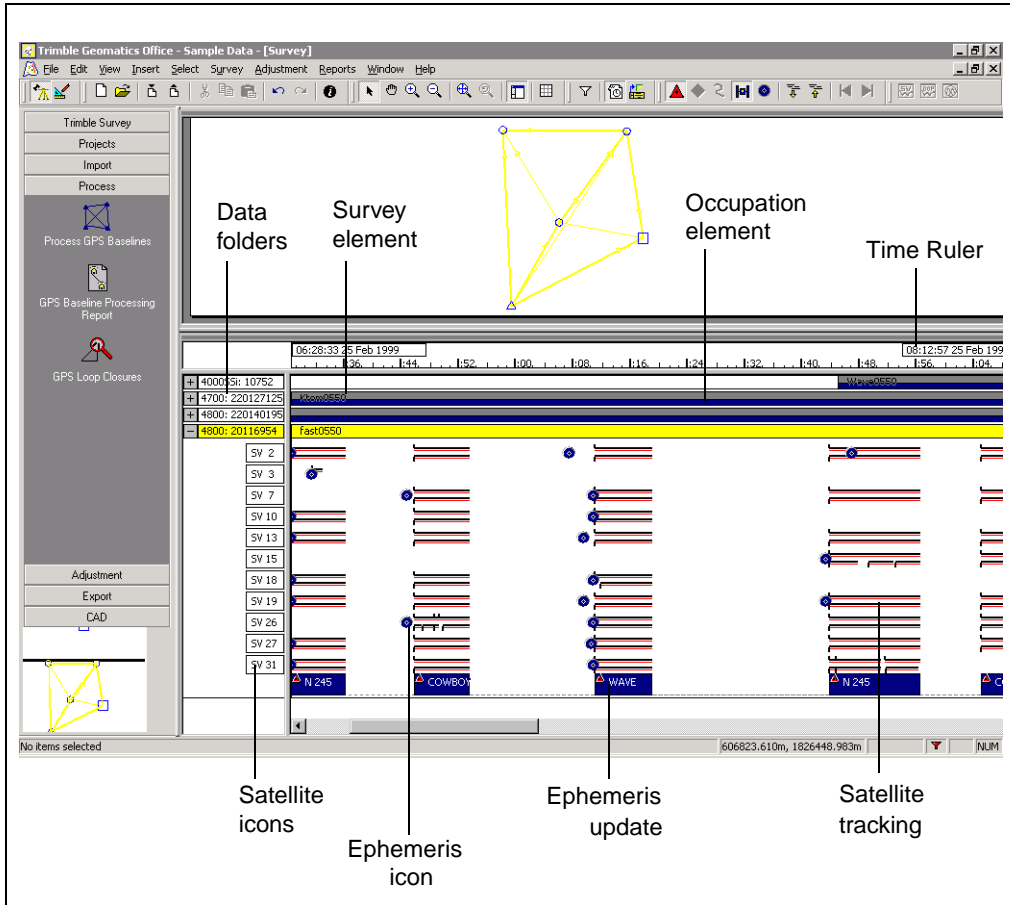 Trimble Geomatics Office - Sample Data - [Survey]
File Edit View Insert Select Survey Adjustment Reports Window Help
Trimble Survey
Projects
Import
Process
Process GPS Baselines
GPS Baseline Processing
Report
GPS Loop Closures
Adjustment
Export
CAD
Data
folders
Survey
element
Occupation
element
Time Ruler
06:28:33 25 Feb 1999
08:12:57 25 Feb 199
:36, :44, :52, :00, :08, :16, :24, :32, :40, :48, :56, :04,
4000SSi: 10752
Wave0550
4700: 220127125
Ktom0550
4800: 220140195
4800: 20116954
fast0550
SV 2
SV 3
SV 7
SV 10
SV 13
SV 15
SV 18
SV 19
SV 26
SV 27
SV 31
N 245
COWBOY
WAVE
N 245
No items selected
606823.610m, 1826448.983m
NUM
Satellite
icons
Ephemeris
icon
Ephemeris
update
Satellite
tracking